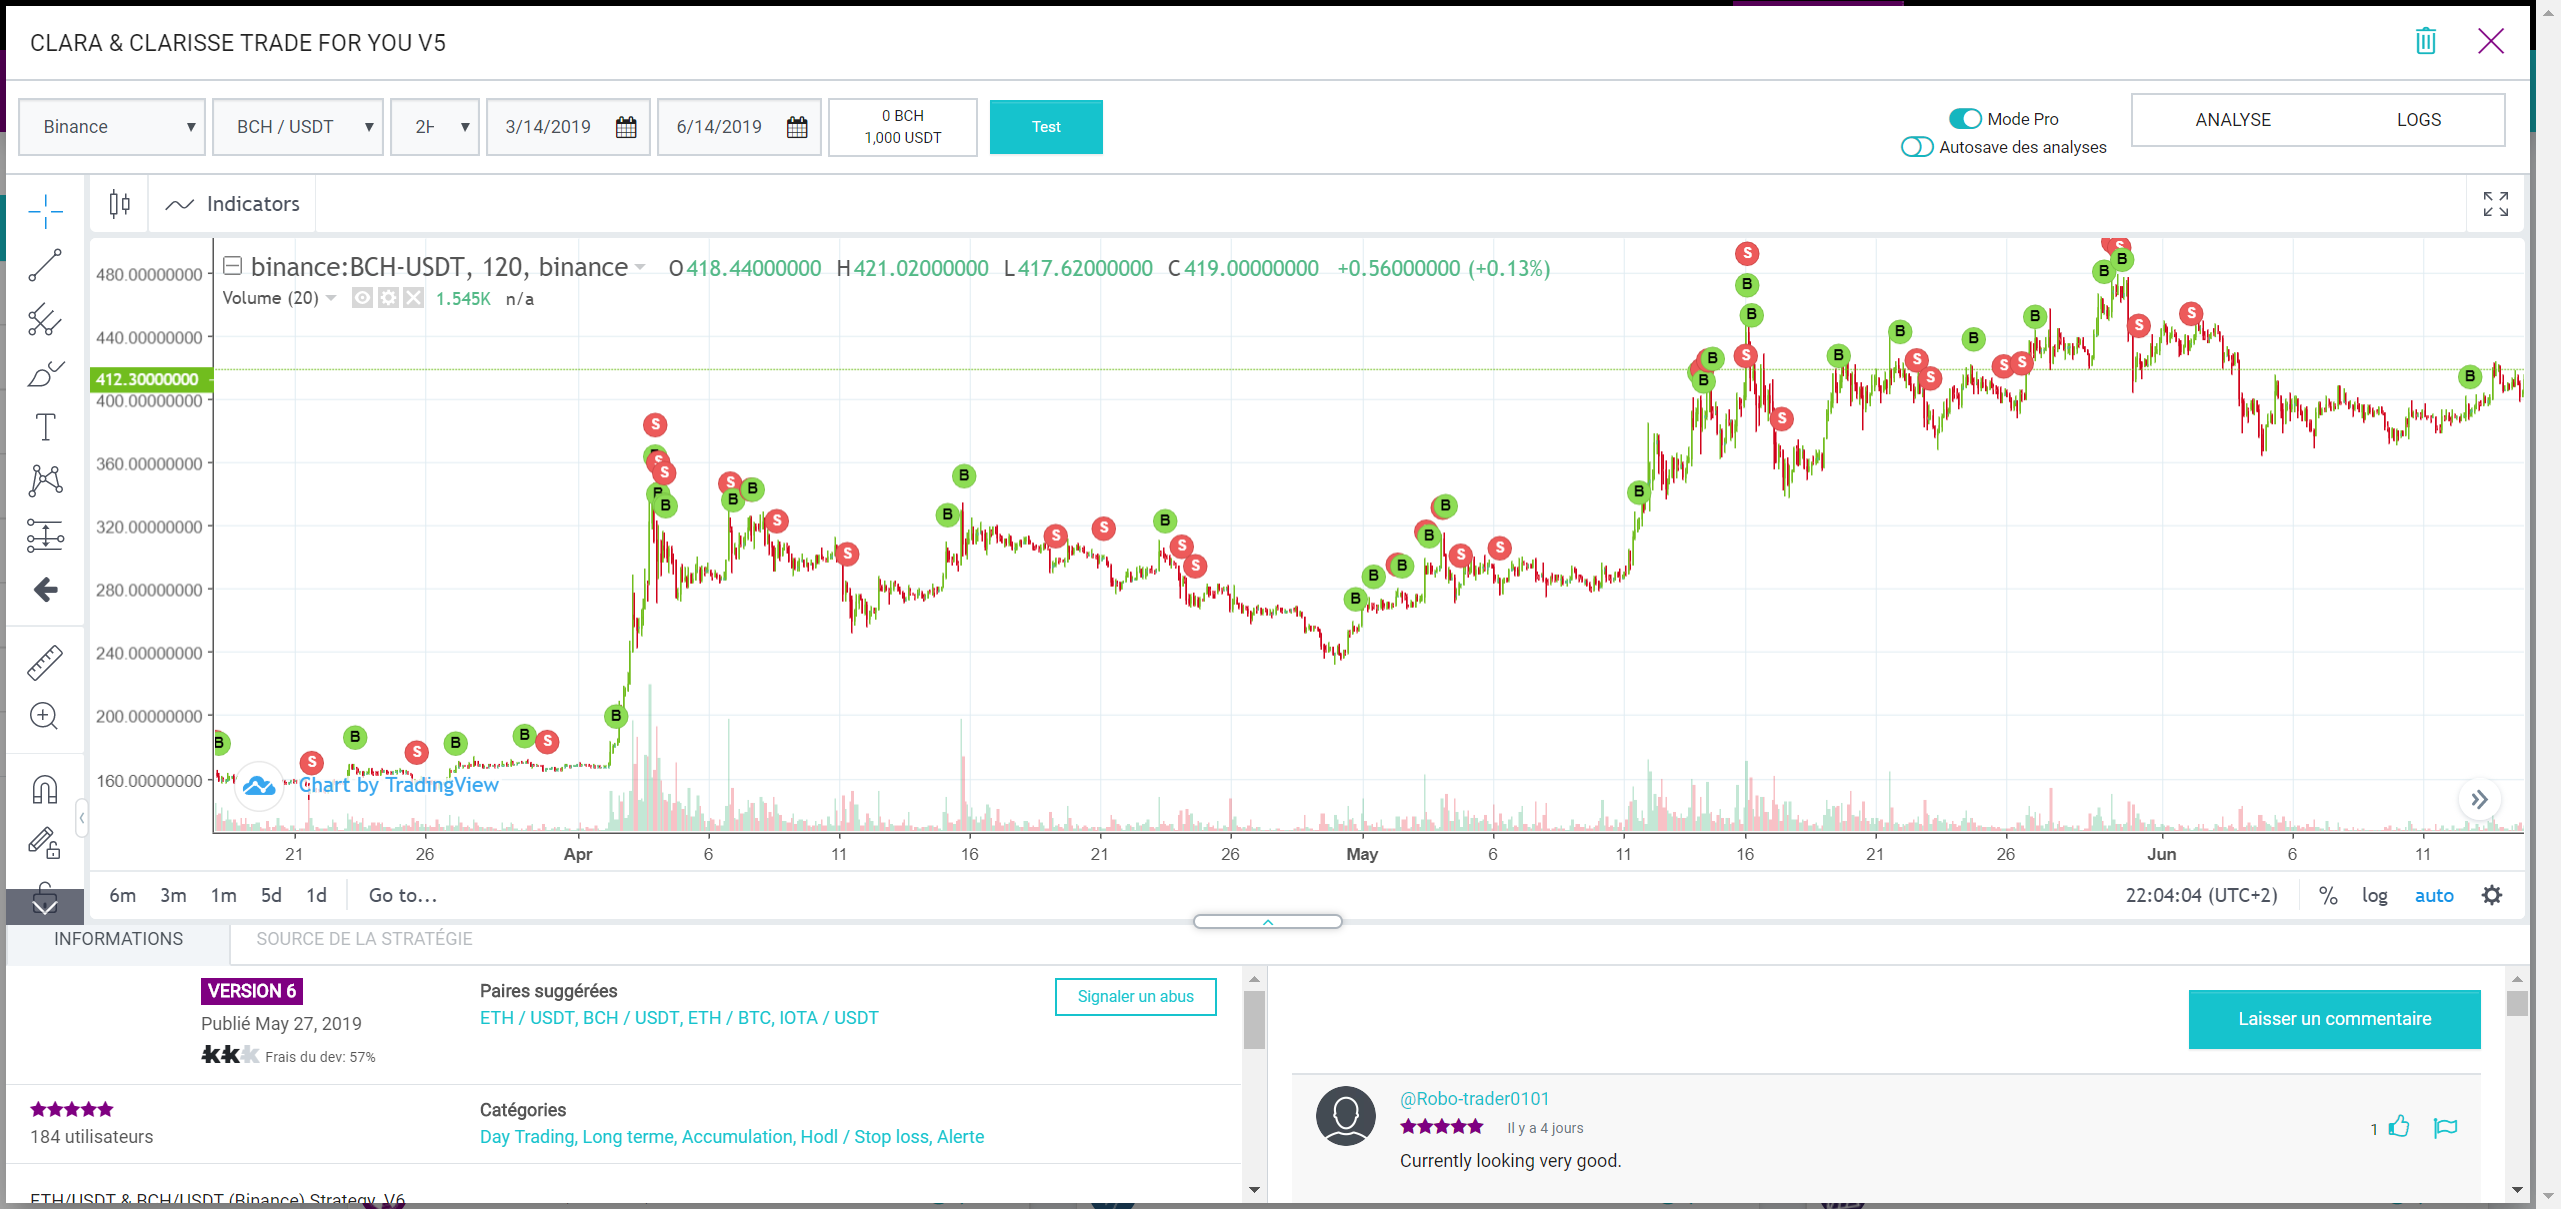 CLARA & CLARISSE TRADE FOR YOU V5
Binance
BCH / USDT
2H
3/14/2019
6/14/2019
0 BCH
1,000 USDT
Test
Mode Pro
Autosave des analyses
ANALYSE
LOGS
Indicators
binance:BCH-USDT, 120, binance O418.44000000 H421.02000000 L417.62000000 C419.00000000 +0.56000000 (+0.13%)
Volume (20) 1.545K n/a
480.00000000
440.00000000
412.30000000
400.00000000
360.00000000
320.00000000
280.00000000
240.00000000
200.00000000
160.00000000
Chart by TradingView
21 26 Apr 6 11 16 21 26 May 6 11 16 21 26 Jun 6 11
6m 3m 1m 5d 1d Go to...
22:04:04 (UTC+2) % log auto
INFORMATIONS
SOURCE DE LA STRATÉGIE
VERSION 6
Publié May 27, 2019
Frais du dev: 57%
Paires suggérées
ETH / USDT, BCH / USDT, ETH / BTC, IOTA / USDT
Signaler un abus
184 utilisateurs
Catégories
Day Trading, Long terme, Accumulation, Hodl / Stop loss, Alerte
ETH/USDT & BCH/USDT (Binance) Strategy V6
Laisser un commentaire
@Robo-trader0101
Il y a 4 jours
1
Currently looking very good.